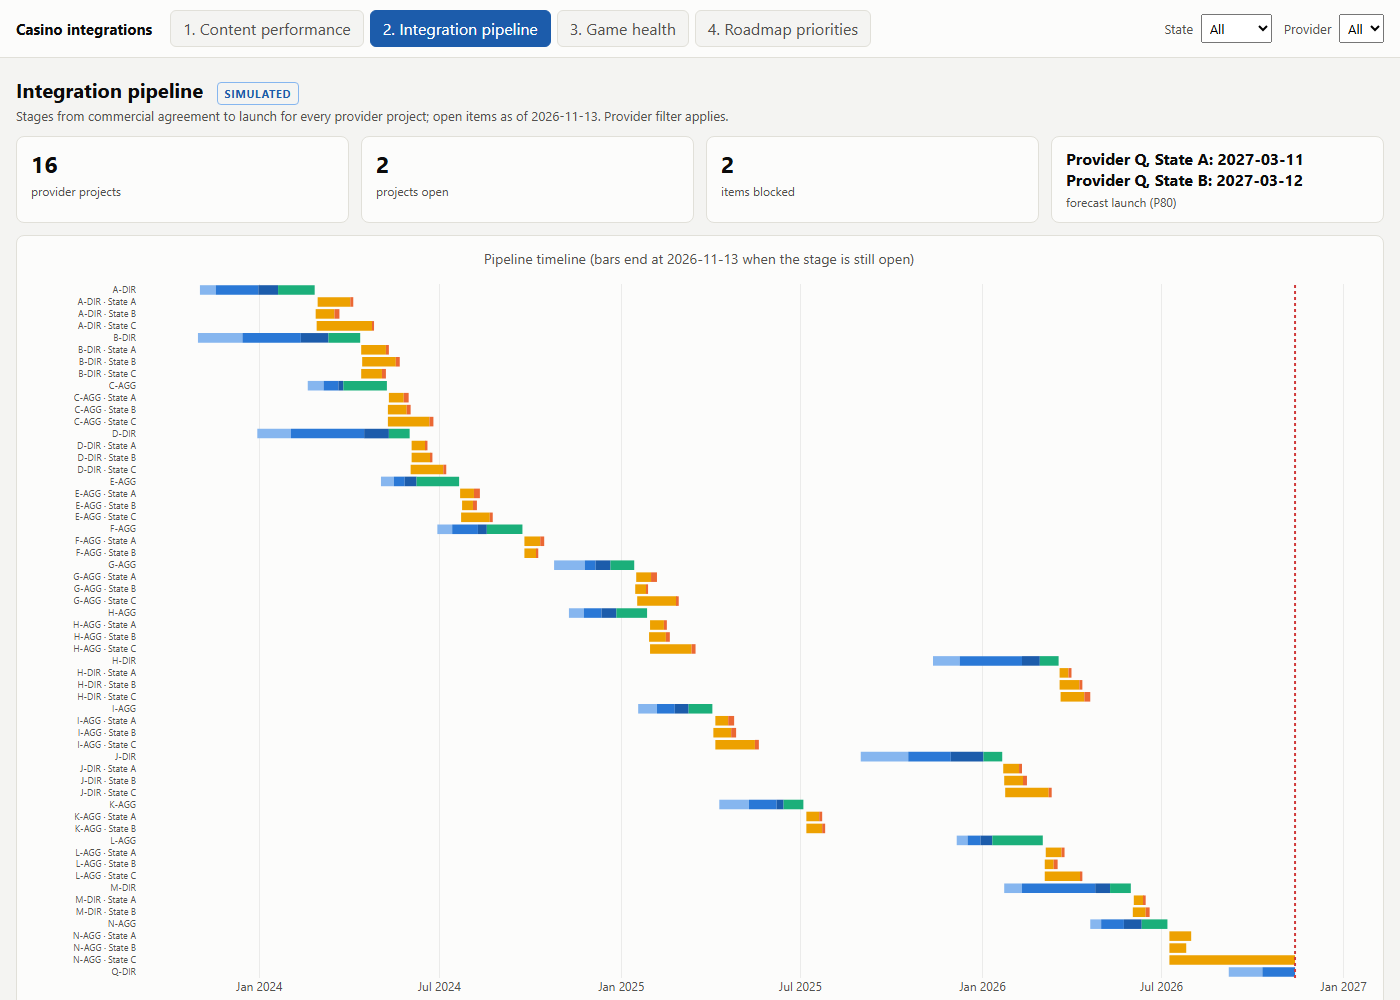 Casino integrations
1. Content performance
2. Integration pipeline
3. Game health
4. Roadmap priorities
State All
Provider All
Integration pipeline SIMULATED
Stages from commercial agreement to launch for every provider project; open items as of 2026-11-13. Provider filter applies.
16
provider projects
2
projects open
2
items blocked
Provider Q, State A: 2027-03-11
Provider Q, State B: 2027-03-12
forecast launch (P80)
Pipeline timeline (bars end at 2026-11-13 when the stage is still open)
A-DIR
A-DIR · State A
A-DIR · State B
A-DIR · State C
B-DIR
B-DIR · State A
B-DIR · State B
B-DIR · State C
C-AGG
C-AGG · State A
C-AGG · State B
C-AGG · State C
D-DIR
D-DIR · State A
D-DIR · State B
D-DIR · State C
E-AGG
E-AGG · State A
E-AGG · State B
E-AGG · State C
F-AGG
F-AGG · State A
F-AGG · State B
G-AGG
G-AGG · State A
G-AGG · State B
G-AGG · State C
H-AGG
H-AGG · State A
H-AGG · State B
H-AGG · State C
H-DIR
H-DIR · State A
H-DIR · State B
H-DIR · State C
I-AGG
I-AGG · State A
I-AGG · State B
I-AGG · State C
J-DIR
J-DIR · State A
J-DIR · State B
J-DIR · State C
K-AGG
K-AGG · State A
K-AGG · State B
L-AGG
L-AGG · State A
L-AGG · State B
L-AGG · State C
M-DIR
M-DIR · State A
M-DIR · State B
N-AGG
N-AGG · State A
N-AGG · State B
N-AGG · State C
Q-DIR
Jan 2024
Jul 2024
Jan 2025
Jul 2025
Jan 2026
Jul 2026
Jan 2027